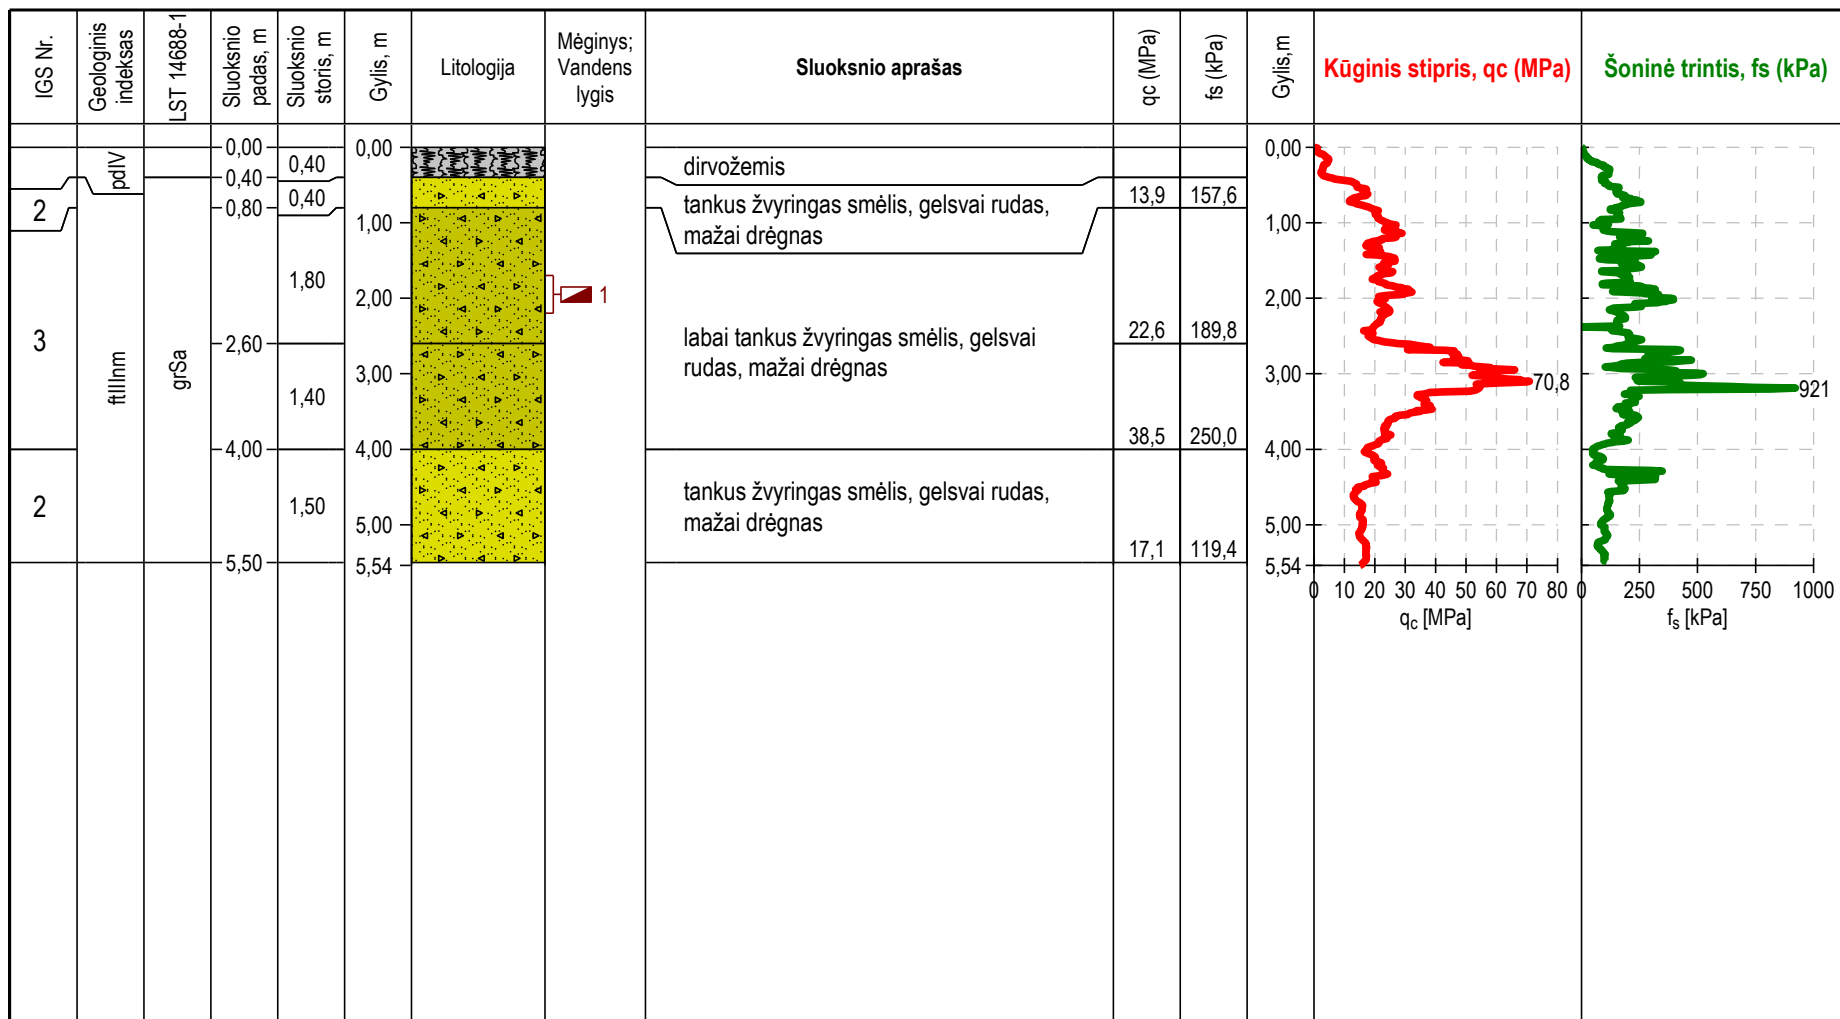 IGS Nr.
Geologinis
indeksas
LST 14688-1
Sluoksnio
padas, m
Sluoksnio
storis, m
Gylis, m
Litologija
Mėginys;
Vandens
lygis
Sluoksnio aprašas
qc (MPa)
fs (kPa)
Gylis,m
Kūginis stipris, qc (MPa)
Šoninė trintis, fs (kPa)
pdIV
0,00
0,40
0,00
dirvožemis
0,00
0,40
2
0,40
0,80
tankus žvyringas smėlis, gelsvai rudas,
mažai drėgnas
13,9
157,6
1,00
1,00
3
ftIIInm
grSa
1,80
2,60
2,00
1
labai tankus žvyringas smėlis, gelsvai
rudas, mažai drėgnas
22,6
189,8
2,00
1,40
3,00
3,00
70,8
921
4,00
4,00
38,5
250,0
4,00
2
1,50
5,00
tankus žvyringas smėlis, gelsvai rudas,
mažai drėgnas
5,00
5,50
5,54
17,1
119,4
5,54
0 10 20 30 40 50 60 70 80
0 250 500 750 1000
qc [MPa]
fs [kPa]